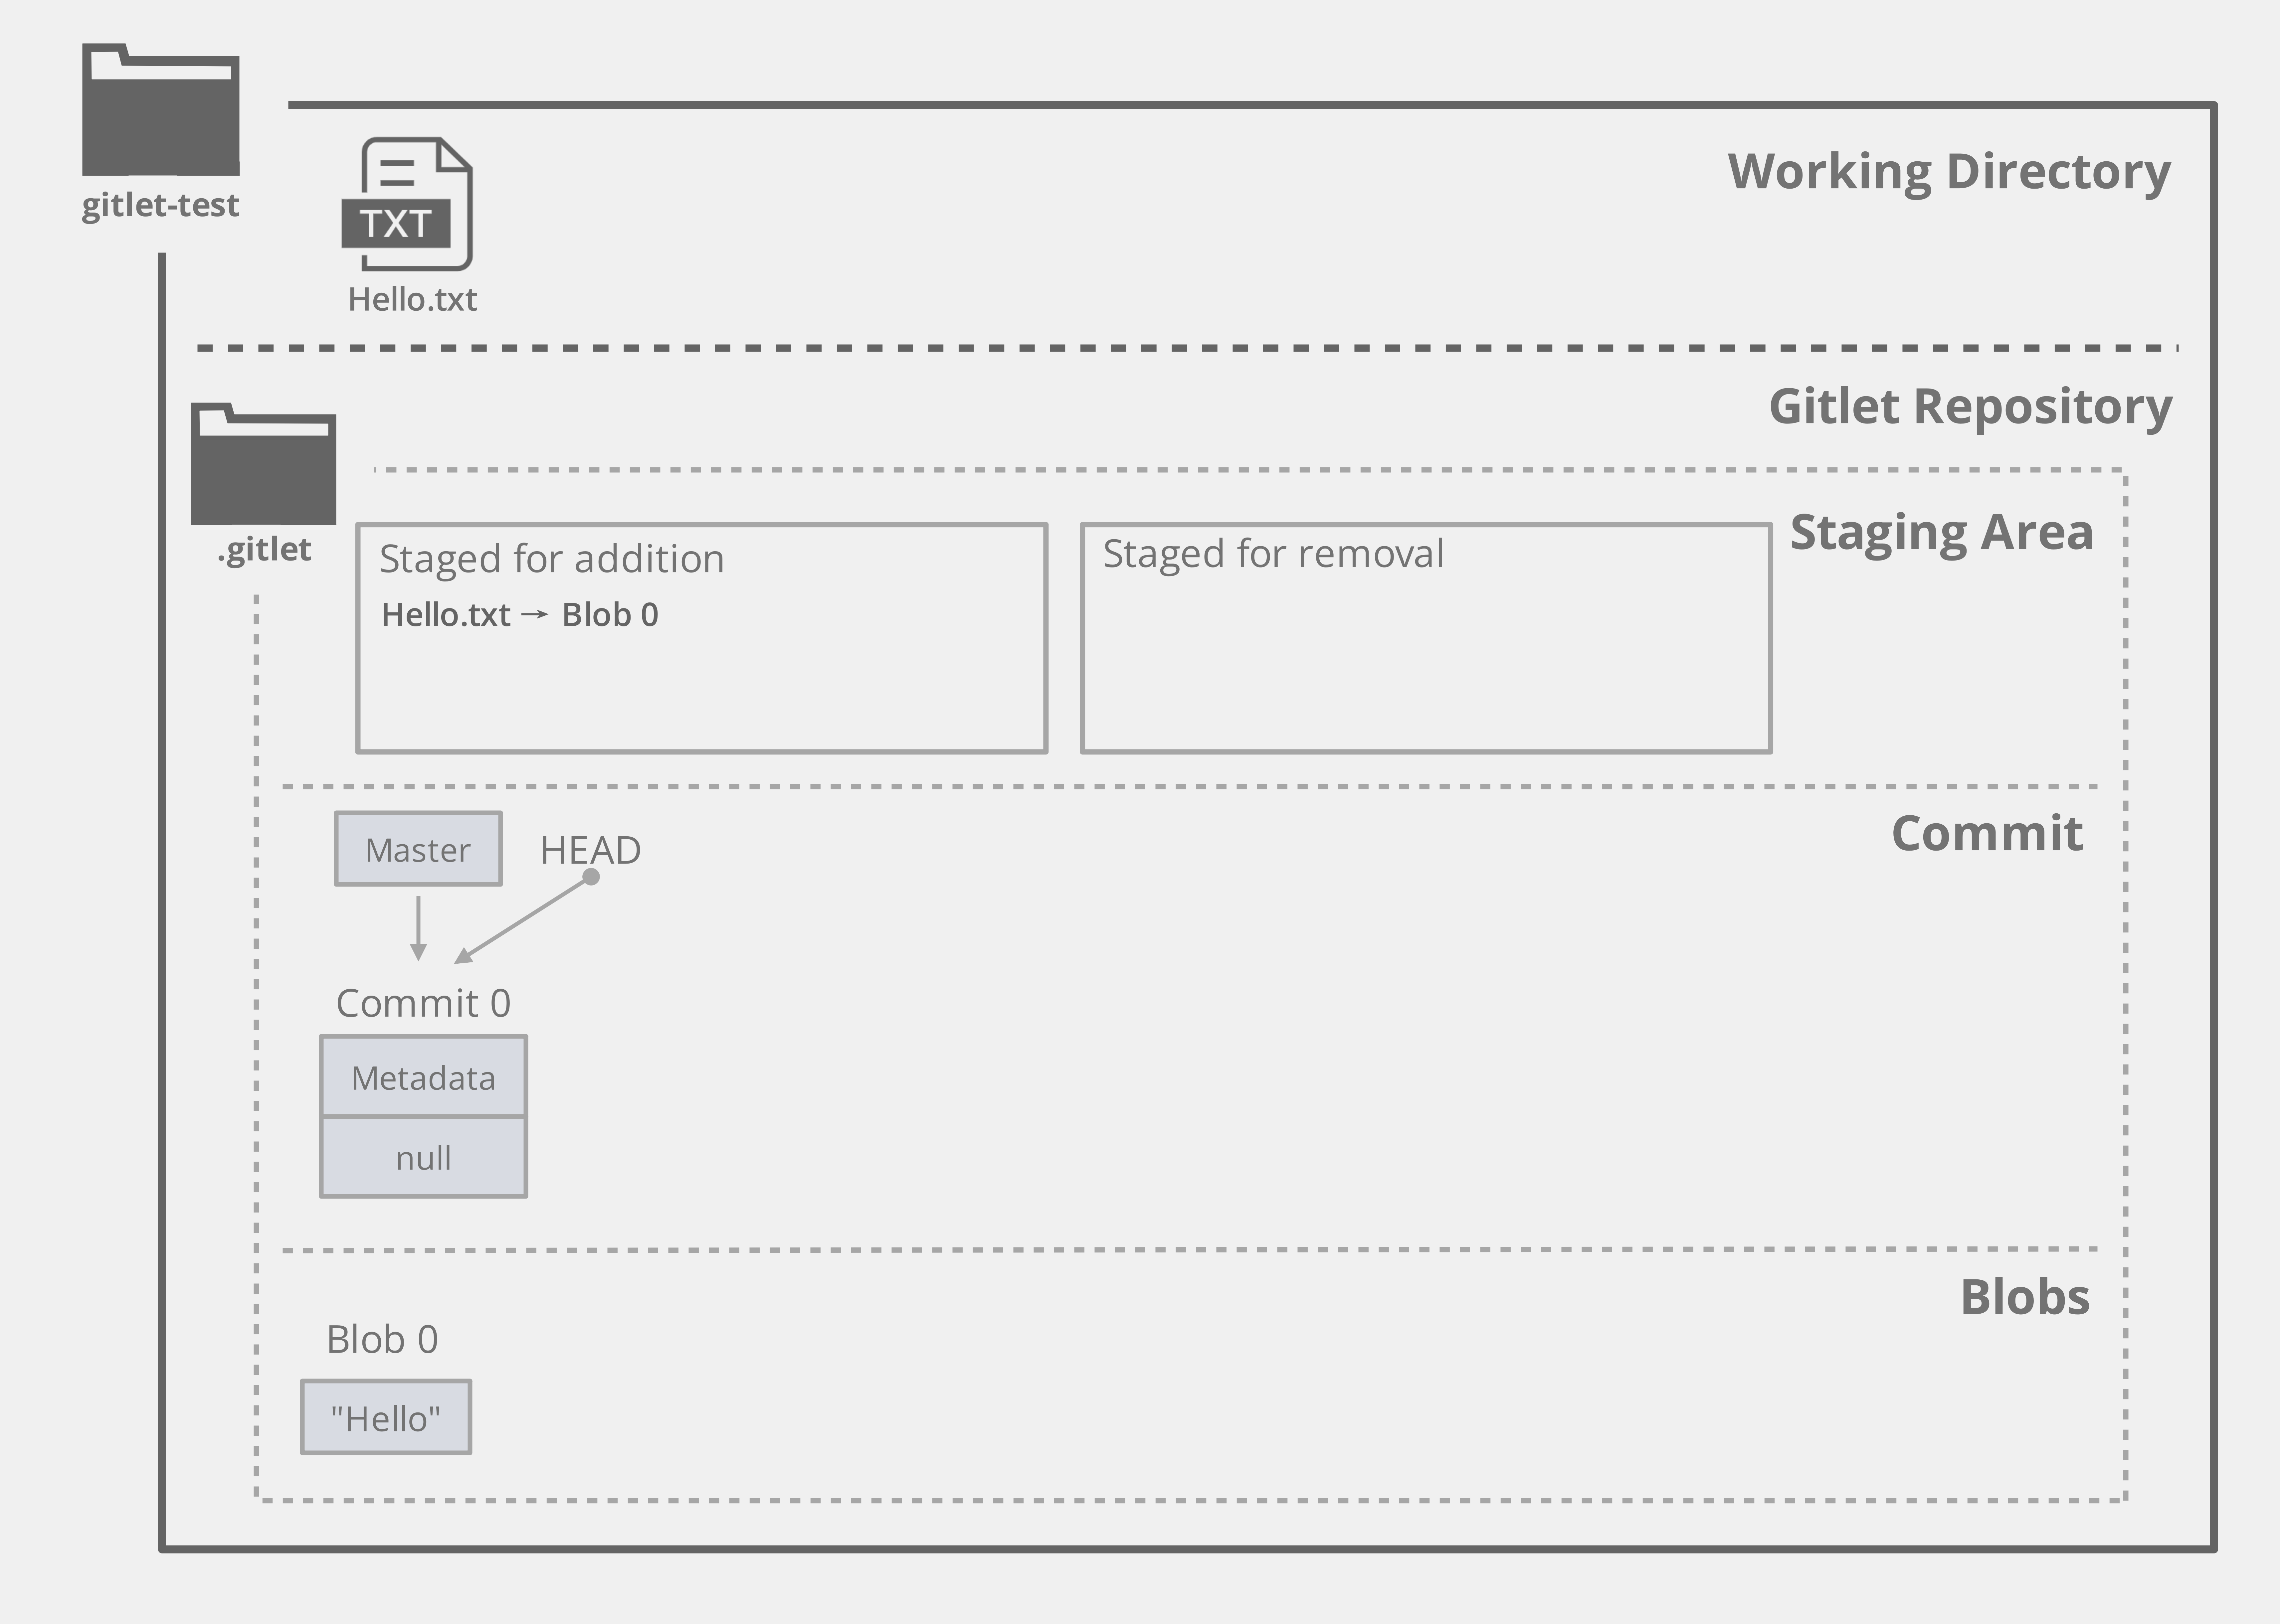 gitlet-test
Working Directory
TXT
Hello.txt
Gitlet Repository
.gitlet
Staging Area
Staged for addition
Hello.txt → Blob 0
Staged for removal
Commit
Master
HEAD
Commit 0
Metadata
null
Blobs
Blob 0
"Hello"